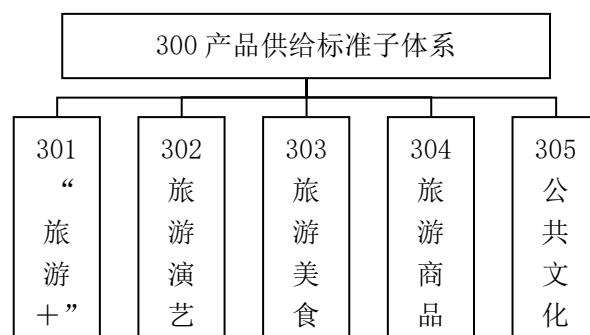 300 产品供给标准子体系
301
“
旅
游
＋”
302
旅
游
演
艺
303
旅
游
美
食
304
旅
游
商
品
305
公
共
文
化